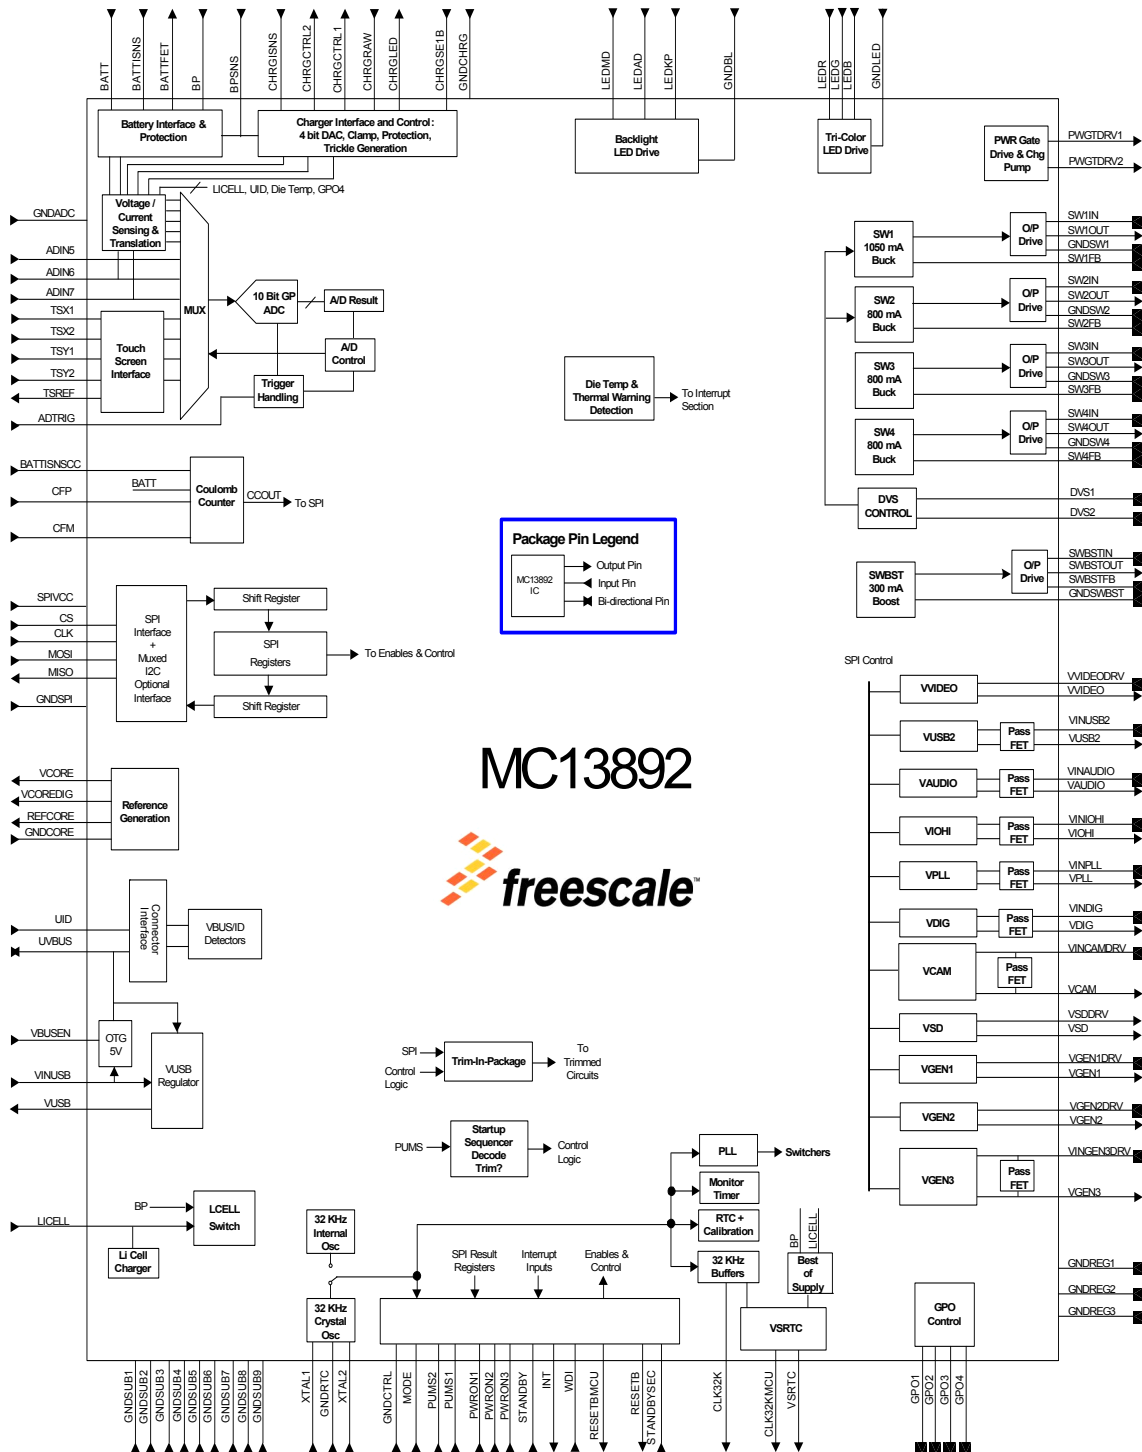 BATT
BATTISNS
BATTFET
BP
BPSNS
CHRGISNS
CHRGCTRL2
CHRGCTRL1
CHRGRAW
CHRGLED
CHRGSE1B
GNDCHRG
LEDMD
LEDAD
LEDKP
GNDBL
LEDR
LEDG
LEDB
GNDLED
Battery Interface &
Protection
Charger Interface and Control:
4 bit DAC, Clamp, Protection,
Trickle Generation
Backlight
LED Drive
Tri-Color
LED Drive
PWR Gate
Drive & Chg
Pump
PWGTDRV1
PWGTDRV2
LICELL, UID, Die Temp, GPO4
Voltage /
Current
Sensing &
Translation
GNDADC
ADIN5
ADIN6
ADIN7
TSX1
TSX2
TSY1
TSY2
TSREF
ADTRIG
MUX
10 Bit GP
ADC
A/D Result
A/D
Control
Trigger
Handling
Touch
Screen
Interface
Die Temp &
Thermal Warning
Detection
To Interrupt
Section
SW1
1050 mA
Buck
O/P
Drive
SW1IN
SW1OUT
GNDSW1
SW1FB
SW2
800 mA
Buck
O/P
Drive
SW2IN
SW2OUT
GNDSW2
SW2FB
SW3
800 mA
Buck
O/P
Drive
SW3IN
SW3OUT
GNDSW3
SW3FB
SW4
800 mA
Buck
O/P
Drive
SW4IN
SW4OUT
GNDSW4
SW4FB
DVS
CONTROL
DVS1
DVS2
SWBST
300 mA
Boost
O/P
Drive
SWBSTIN
SWBSTOUT
SWBSTFB
GNDSWBST
BATTISNSCC
CFP
CFM
BATT
Coulomb
Counter
CCOUT
To SPI
Package Pin Legend
MC13892
IC
Output Pin
Input Pin
Bi-directional Pin
SPIVCC
CS
CLK
MOSI
MISO
GNDSPI
SPI
Interface
+
Muxed
I2C
Optional
Interface
Shift Register
SPI
Registers
Shift Register
To Enables & Control
SPI Control
VVIDEO
VVIDEODRV
VVIDEO
VUSB2
Pass
FET
VINUSB2
VUSB2
VAUDIO
Pass
FET
VINAUDIO
VAUDIO
VIOHI
Pass
FET
VINIOHI
VIOHI
VPLL
Pass
FET
VINPLL
VPLL
VDIG
Pass
FET
VINDIG
VDIG
VCAM
Pass
FET
VINCAMDRV
VCAM
VSD
VSDDRV
VSD
VGEN1
VGEN1DRV
VGEN1
VGEN2
VGEN2DRV
VGEN2
VGEN3
Pass
FET
VINGEN3DRV
VGEN3
MC13892
freescale™
VCORE
VCOREDIG
REFCORE
GNDCORE
Reference
Generation
UID
UVBUS
Connector
Interface
VBUS/ID
Detectors
VBUSEN
VINUSB
VUSB
OTG
5V
VUSB
Regulator
SPI
Control
Logic
Trim-In-Package
To
Trimmed
Circuits
PUMS
Startup
Sequencer
Decode
Trim?
Control
Logic
PLL
Switchers
Monitor
Timer
RTC +
Calibration
32 KHz
Buffers
BP
LICELL
Best
of
Supply
VSRTC
BP
LICELL
LCELL
Switch
Li Cell
Charger
32 KHz
Internal
Osc
32 KHz
Crystal
Osc
SPI Result
Registers
Interrupt
Inputs
Enables &
Control
GPO
Control
GNDREG1
GNDREG2
GNDREG3
GNDSUB1
GNDSUB2
GNDSUB3
GNDSUB4
GNDSUB5
GNDSUB6
GNDSUB7
GNDSUB8
GNDSUB9
XTAL1
GNDRTC
XTAL2
GNDCTRL
MODE
PUMS2
PUMS1
PWRON1
PWRON2
PWRON3
STANDBY
INT
WDI
RESETBMCU
RESETB
STANDBYSEC
CLK32K
CLK32KMCU
VSRTC
GPO1
GPO2
GPO3
GPO4